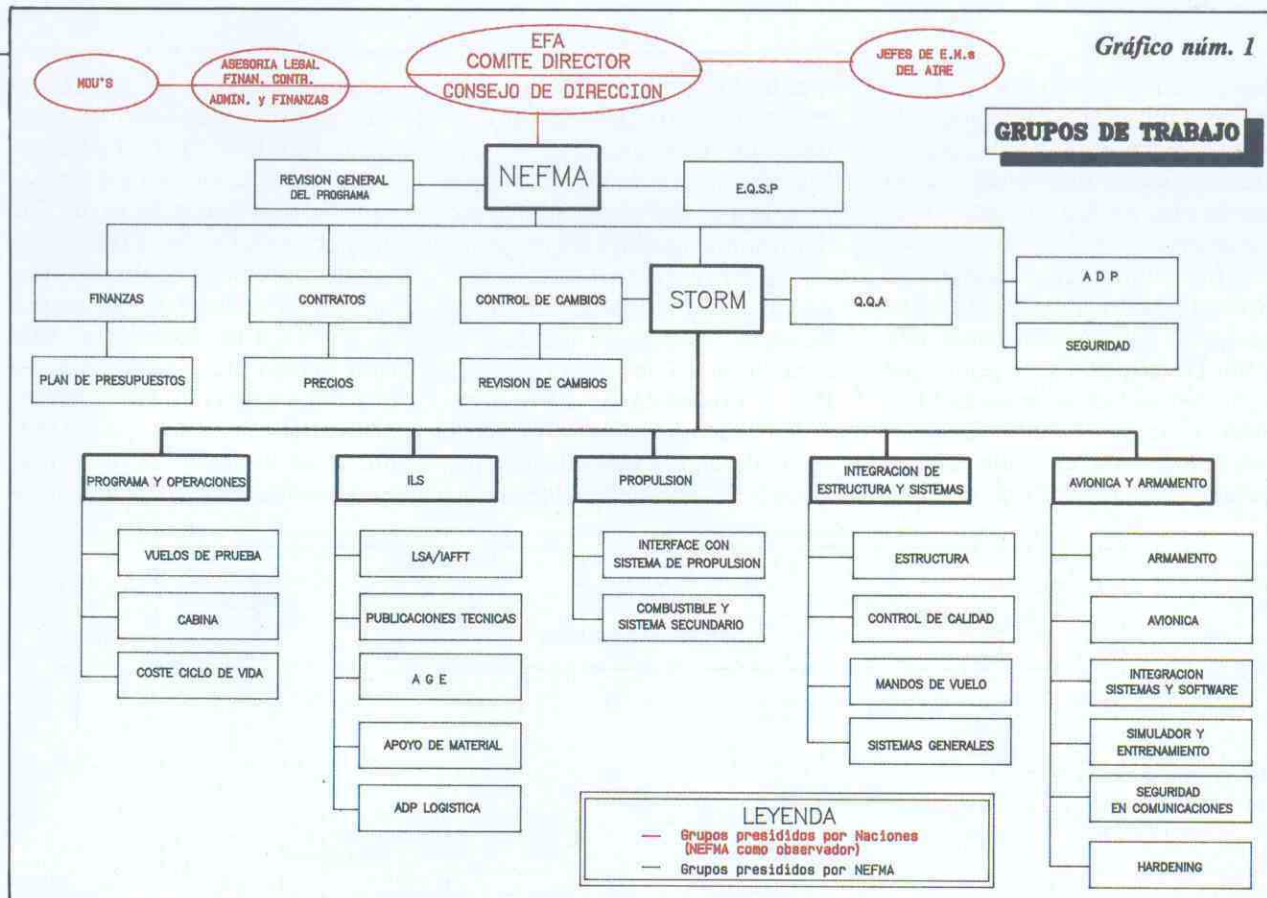 Gráfico núm. 1
EFA
COMITE DIRECTOR
CONSEJO DE DIRECCION
MOU'S
ASESORIA LEGAL
FINAN. CONTR.
ADMIN. y FINANZAS
JEFES DE E.M.s
DEL AIRE
GRUPOS DE TRABAJO
REVISION GENERAL
DEL PROGRAMA
NEFMA
E.Q.S.P
FINANZAS
CONTRATOS
CONTROL DE CAMBIOS
STORM
Q.Q.A
A D P
SEGURIDAD
PLAN DE PRESUPUESTOS
PRECIOS
REVISION DE CAMBIOS
PROGRAMA Y OPERACIONES
VUELOS DE PRUEBA
CABINA
COSTE CICLO DE VIDA
ILS
LSA/IAFFT
PUBLICACIONES TECNICAS
A G E
APOYO DE MATERIAL
ADP LOGISTICA
PROPULSION
INTERFACE CON
SISTEMA DE PROPULSION
COMBUSTIBLE Y
SISTEMA SECUNDARIO
INTEGRACION DE
ESTRUCTURA Y SISTEMAS
ESTRUCTURA
CONTROL DE CALIDAD
MANDOS DE VUELO
SISTEMAS GENERALES
AVIONICA Y ARMAMENTO
ARMAMENTO
AVIONICA
INTEGRACION
SISTEMAS Y SOFTWARE
SIMULADOR Y
ENTRENAMIENTO
SEGURIDAD
EN COMUNICACIONES
HARDENING
LEYENDA
Grupos presididos por Naciones
(NEFMA como observador)
Grupos presididos por NEFMA